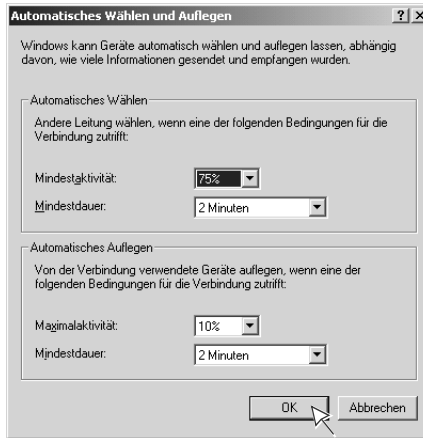 Automatisches Wählen und Auflegen
Windows kann Geräte automatisch wählen und auflegen lassen, abhängig
davon, wie viele Informationen gesendet und empfangen wurden.
Automatisches Wählen
Andere Leitung wählen, wenn eine der folgenden Bedingungen für die
Verbindung zutrifft:
Mindestaktivität: 75%
Mindestdauer: 2 Minuten
Automatisches Auflegen
Von der Verbindung verwendete Geräte auflegen, wenn eine der
folgenden Bedingungen für die Verbindung zutrifft:
Maximalaktivität: 10%
Mindestdauer: 2 Minuten
OK Abbrechen